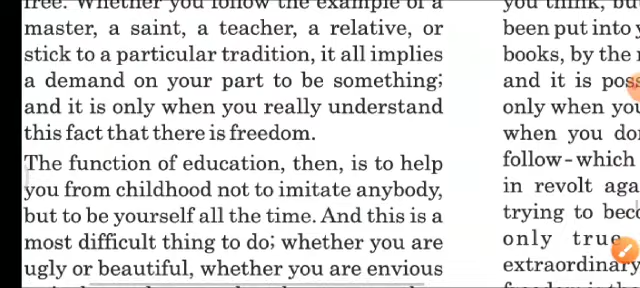 free. Whether you follow the example of a
master, a saint, a teacher, a relative, or
stick to a particular tradition, it all implies
a demand on your part to be something;
and it is only when you really understand
this fact that there is freedom.
The function of education, then, is to help
you from childhood not to imitate anybody,
but to be yourself all the time. And this is a
most difficult thing to do; whether you are
ugly or beautiful, whether you are envious
you think, but
been put into
books, by the
and it is
only when you
when you
follow - which
in revolt
trying to
only true
extraordinary